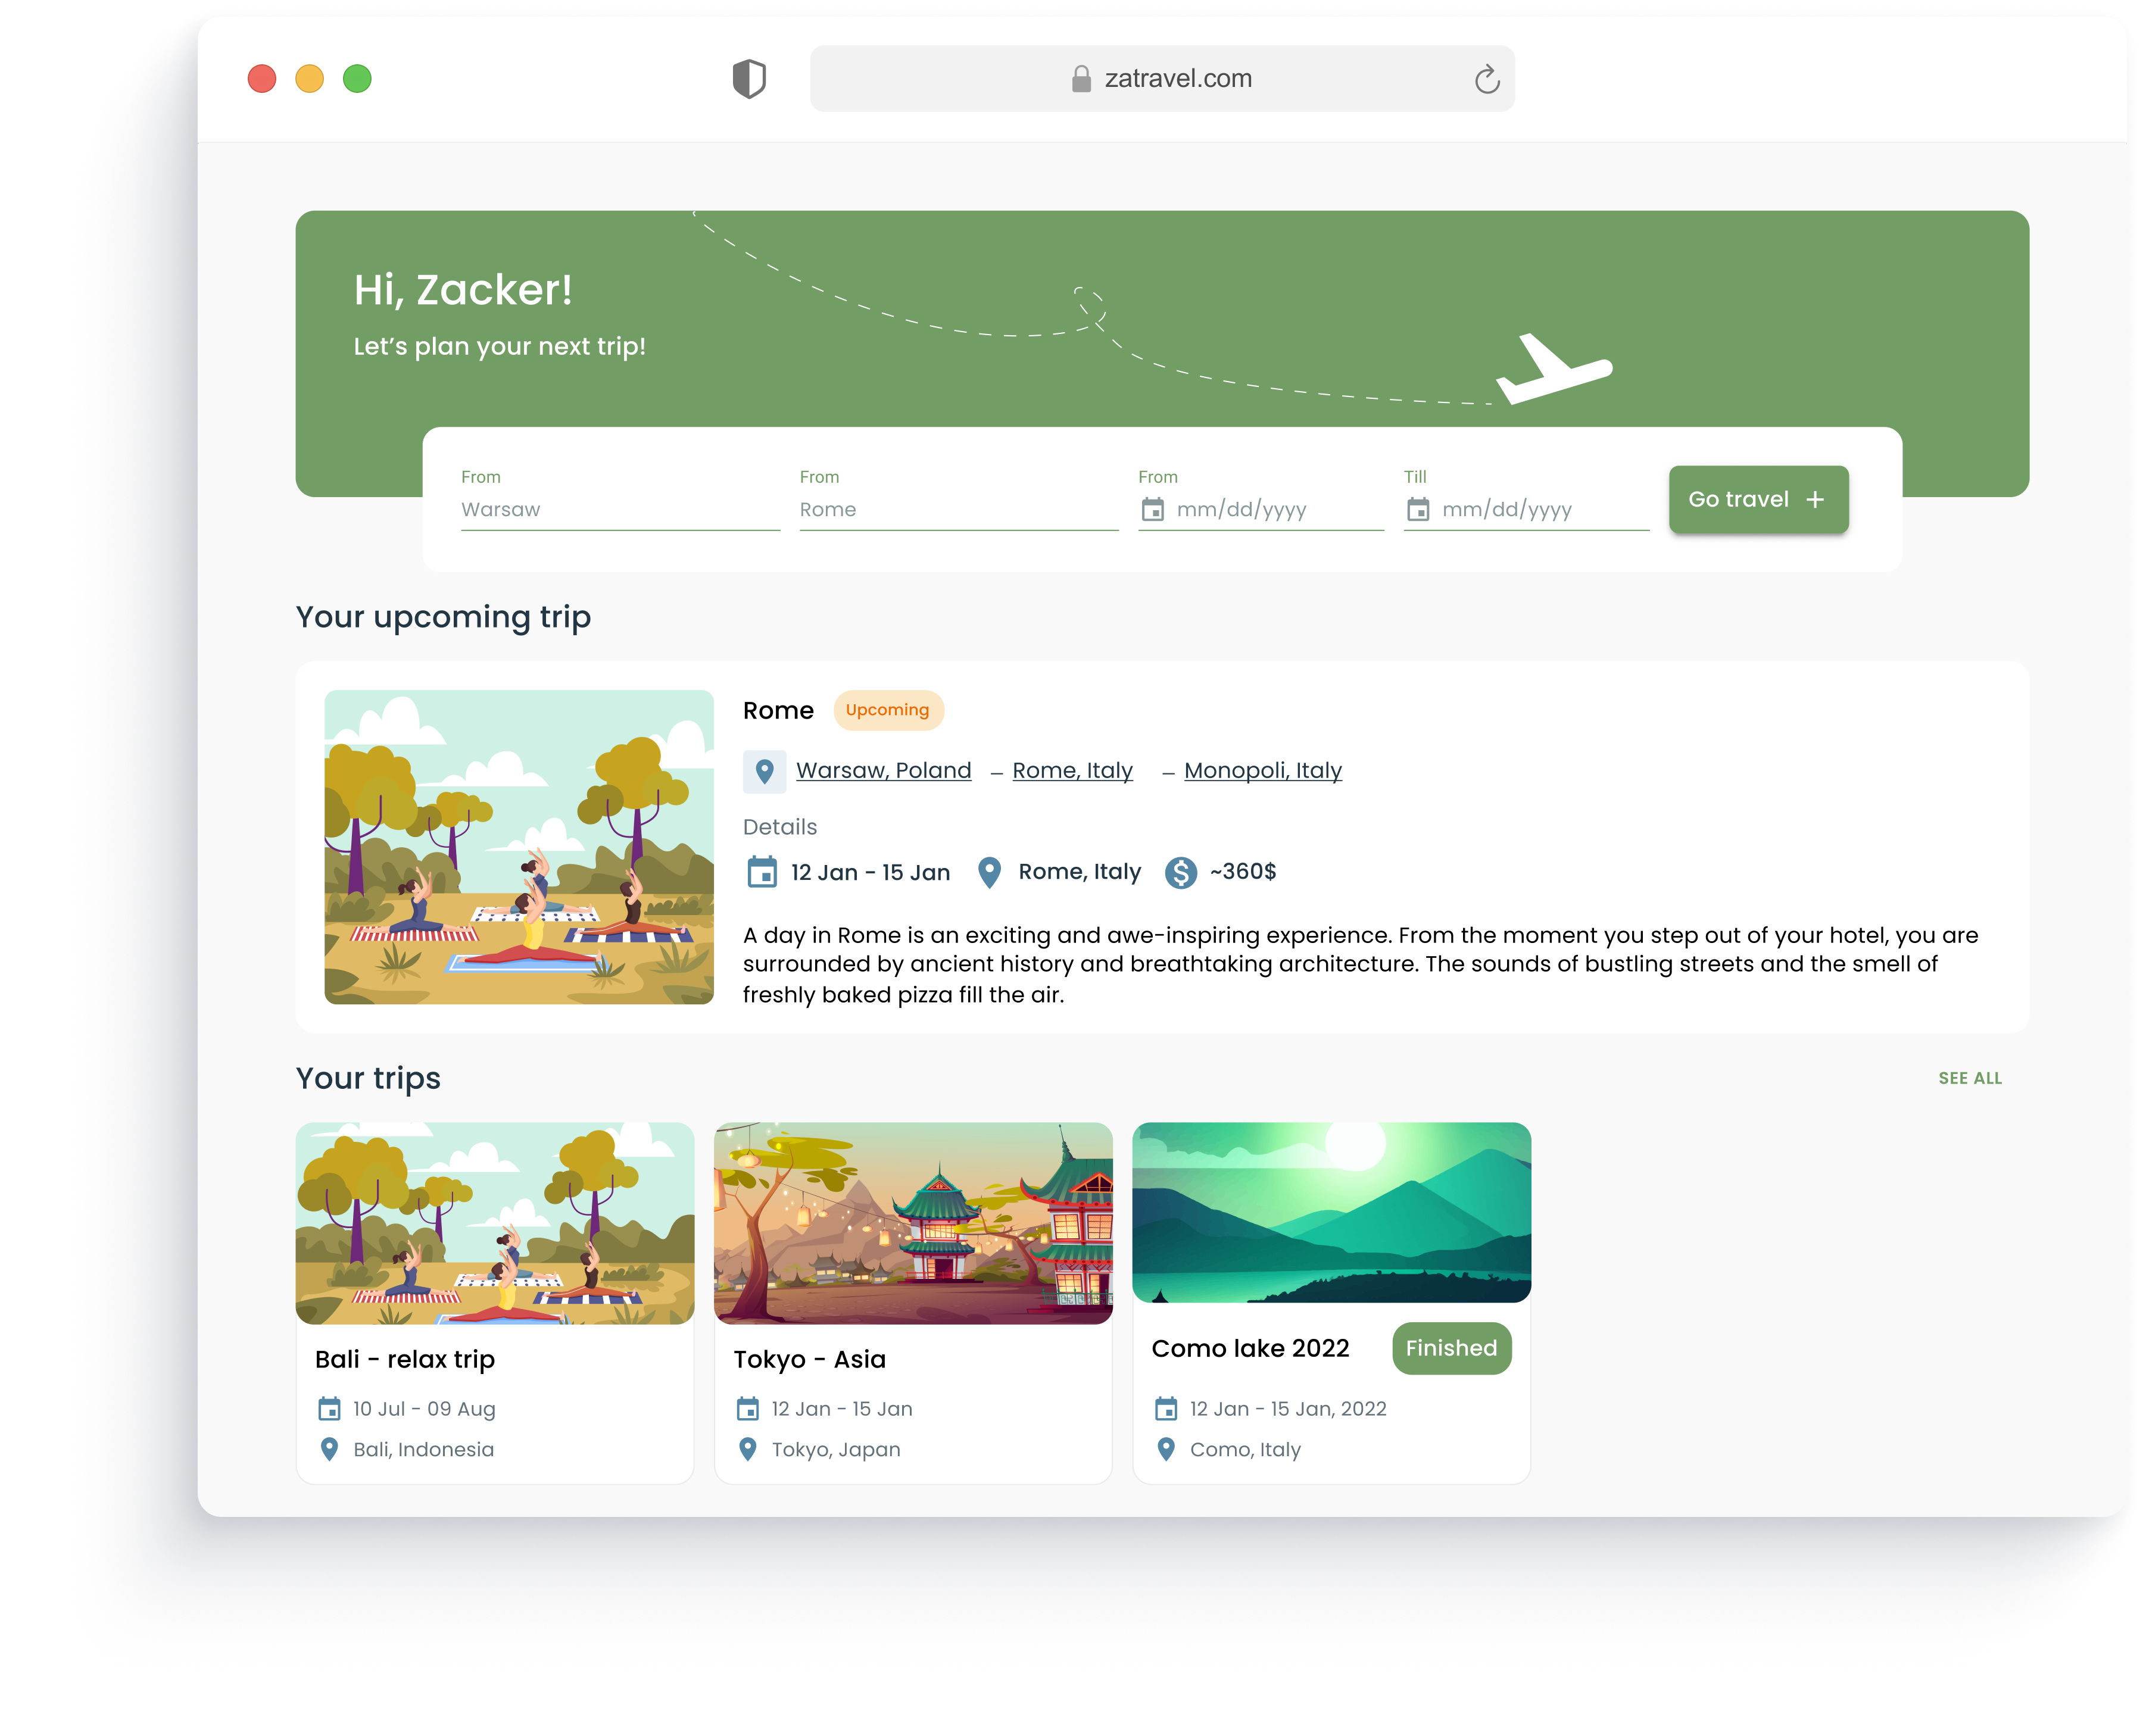 zatravel.com
Hi, Zacker!
Let’s plan your next trip!
From From From Till
Warsaw Rome mm/dd/yyyy mm/dd/yyyy Go travel +
Your upcoming trip
Rome Upcoming
Warsaw, Poland – Rome, Italy – Monopoli, Italy
Details
12 Jan - 15 Jan Rome, Italy $ ~360$
A day in Rome is an exciting and awe-inspiring experience. From the moment you step out of your hotel, you are
surrounded by ancient history and breathtaking architecture. The sounds of bustling streets and the smell of
freshly baked pizza fill the air.
Your trips SEE ALL
Bali - relax trip
10 Jul - 09 Aug
Bali, Indonesia
Tokyo - Asia
12 Jan - 15 Jan
Tokyo, Japan
Como lake 2022 Finished
12 Jan - 15 Jan, 2022
Como, Italy